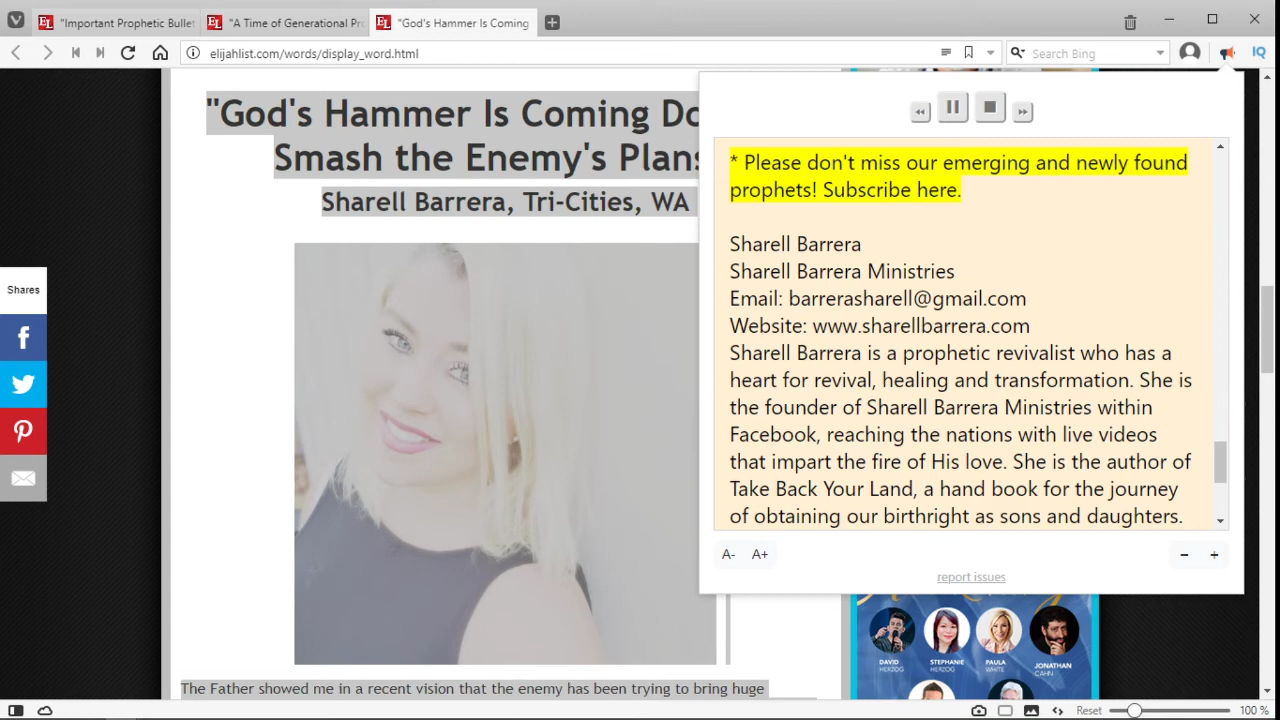 "Important Prophetic Bullet
"A Time of Generational Pr
"God's Hammer Is Coming
elijahlist.com/words/display_word.html
Search Bing
IQ
"God's Hammer Is Coming Do
Smash the Enemy's Plans
Sharell Barrera, Tri-Cities, WA
Shares
* Please don't miss our emerging and newly found
prophets! Subscribe here.
Sharell Barrera
Sharell Barrera Ministries
Email: barrerasharell@gmail.com
Website: www.sharellbarrera.com
Sharell Barrera is a prophetic revivalist who has a
heart for revival, healing and transformation. She is
the founder of Sharell Barrera Ministries within
Facebook, reaching the nations with live videos
that impart the fire of His love. She is the author of
Take Back Your Land, a hand book for the journey
of obtaining our birthright as sons and daughters.
A- A+
- +
report issues
DAVID HERZOG
STEPHANIE HERZOG
PAULA WHITE
JONATHAN CAHN
The Father showed me in a recent vision that the enemy has been trying to bring huge
Reset
100 %